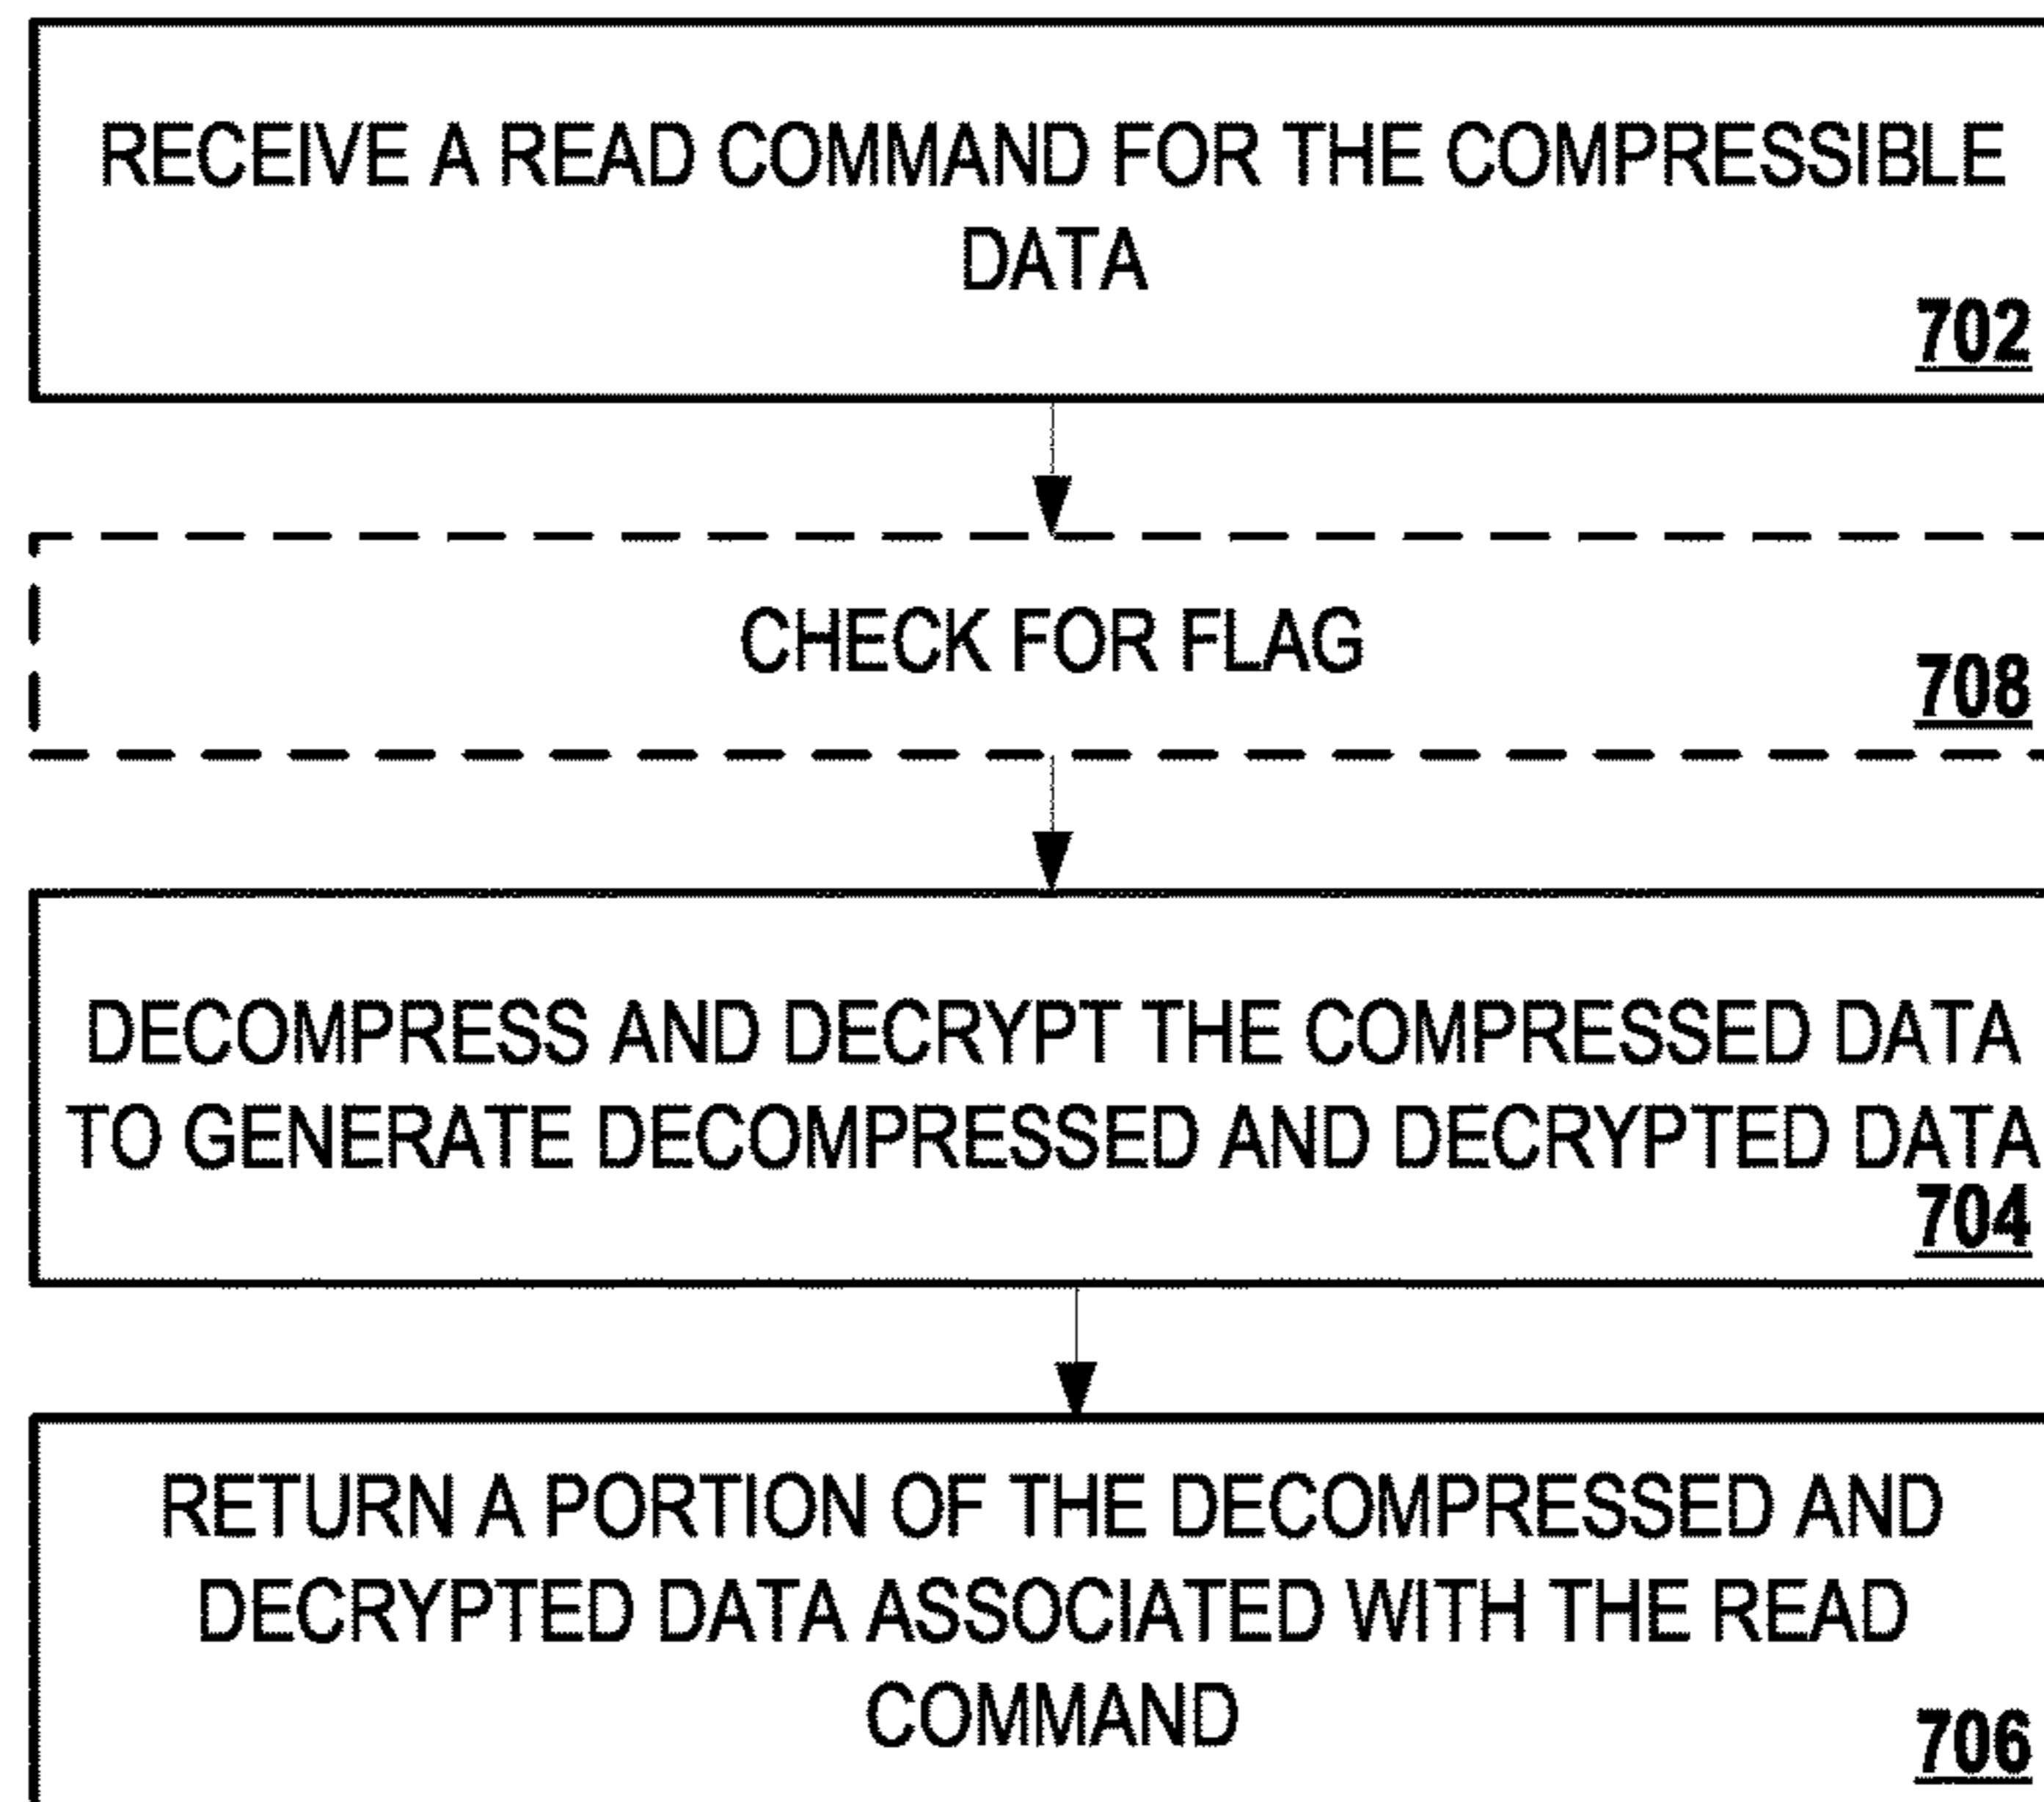 RECEIVE A READ COMMAND FOR THE COMPRESSIBLE
DATA
702
CHECK FOR FLAG
708
DECOMPRESS AND DECRYPT THE COMPRESSED DATA
TO GENERATE DECOMPRESSED AND DECRYPTED DATA
704
RETURN A PORTION OF THE DECOMPRESSED AND
DECRYPTED DATA ASSOCIATED WITH THE READ
COMMAND
706